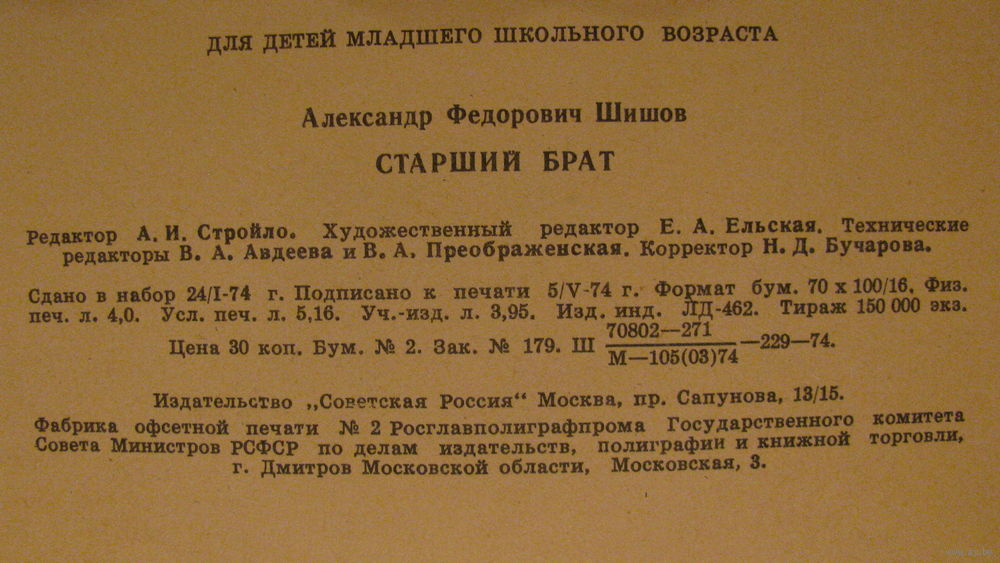 ДЛЯ ДЕТЕЙ МЛАДШЕГО ШКОЛЬНОГО ВОЗРАСТА
Александр Федорович Шишов
СТАРШИЙ БРАТ
Редактор А. И. Стройло. Художественный редактор Е. А. Ельская. Технические
редакторы В. А. Авдеева и В. А. Преображенская. Корректор Н. Д. Бучарова.
Сдано в набор 24/I-74 г. Подписано к печати 5/V-74 г. Формат бум. 70 х 100/16. Физ.
печ. л. 4,0. Усл. печ. л. 5,16. Уч.-изд. л. 3,95. Изд. инд. ЛД-462. Тираж 150 000 экз.
70802—271
Цена 30 коп. Бум. № 2. Зак. № 179. Ш —229—74.
М—105(03)74
Издательство „Советская Россия“ Москва, пр. Сапунова, 13/15.
Фабрика офсетной печати № 2 Росглавполиграфпрома Государственного комитета
Совета Министров РСФСР по делам издательств, полиграфии и книжной торговли,
г. Дмитров Московской области, Московская, 3.